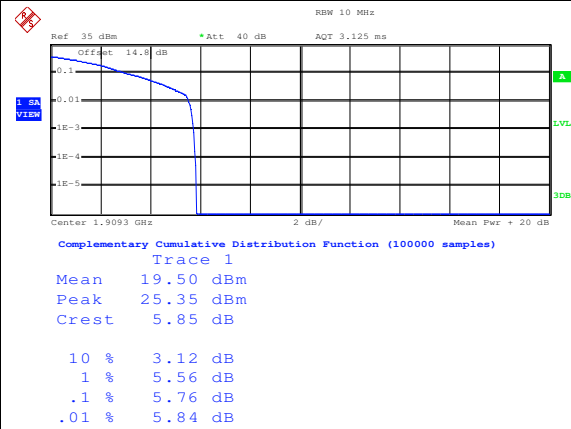 R S
RBW 10 MHz
Ref 35 dBm * Att 40 dB AQT 3.125 ms
Offset 14.8 dB
0.1
A
0.01
1 SA
VIEW
1E-3
LVL
1E-4
1E-5
3DB
Center 1.9093 GHz 2 dB/ Mean Pwr + 20 dB
Complementary Cumulative Distribution Function (100000 samples)
Trace 1
Mean 19.50 dBm
Peak 25.35 dBm
Crest 5.85 dB
10 % 3.12 dB
1 % 5.56 dB
.1 % 5.76 dB
.01 % 5.84 dB